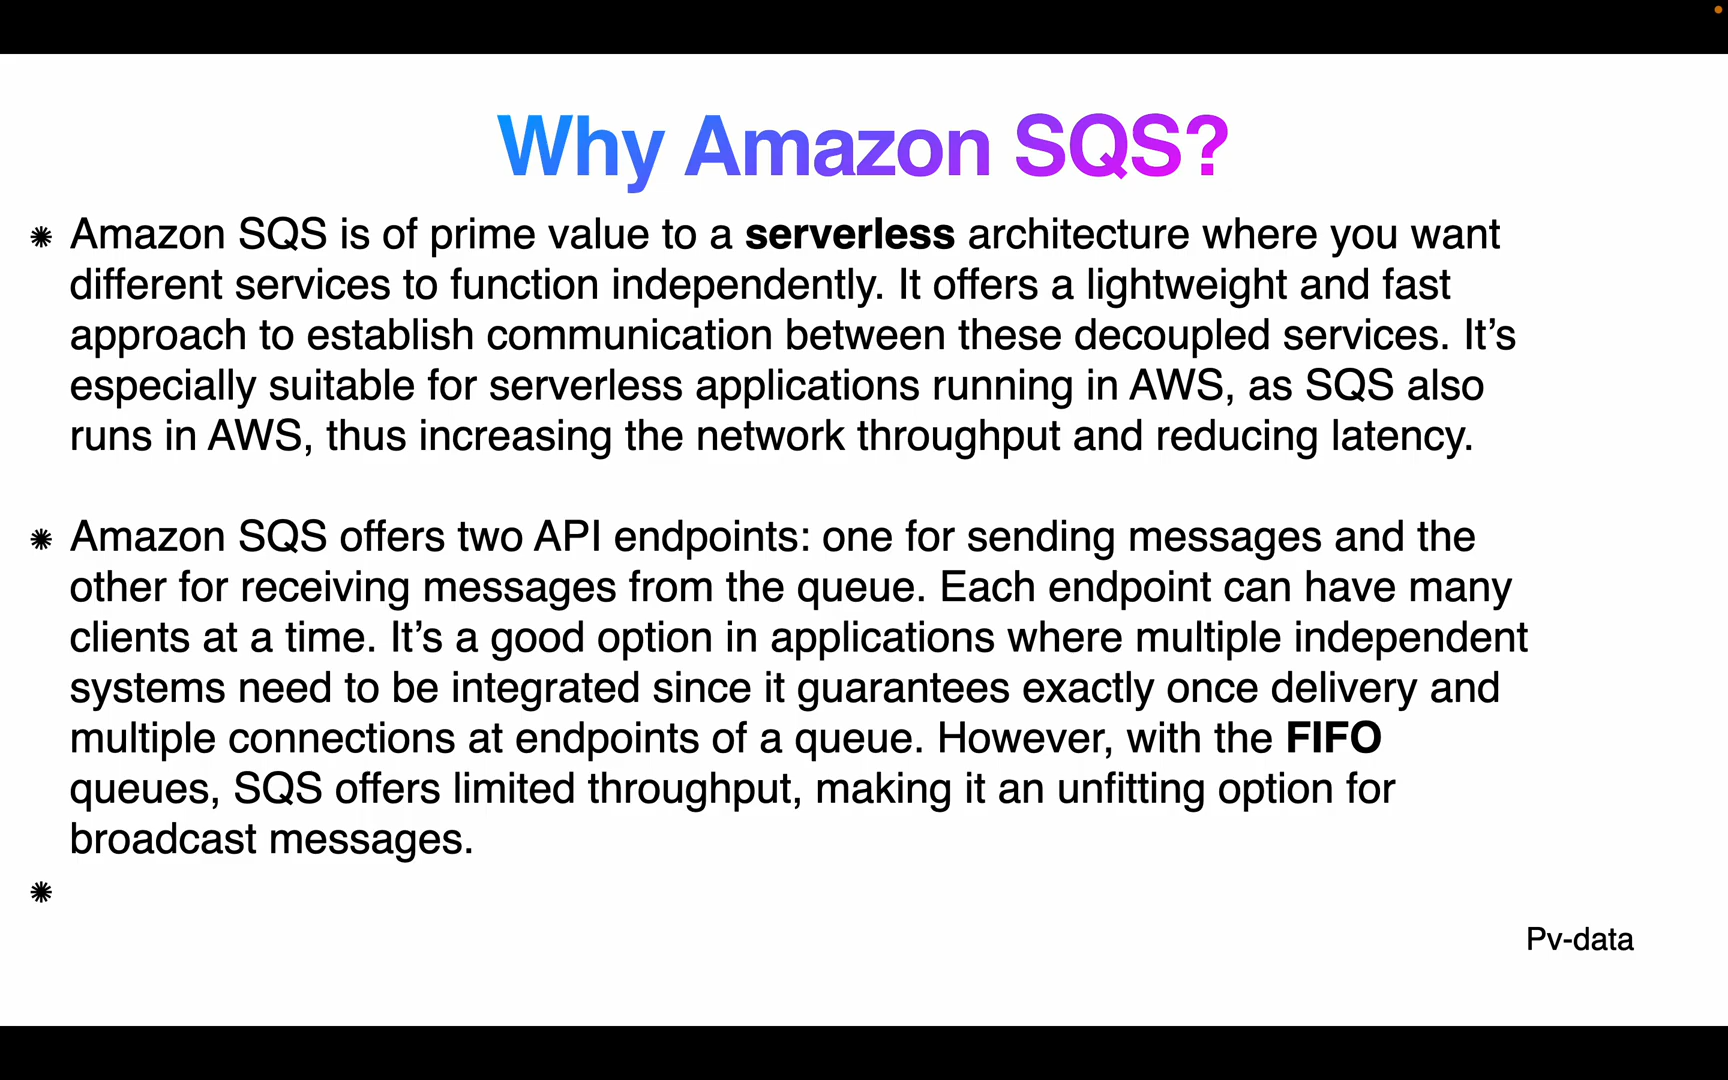 Why Amazon SQS?
Amazon SQS is of prime value to a serverless architecture where you want
different services to function independently. It offers a lightweight and fast
approach to establish communication between these decoupled services. It’s
especially suitable for serverless applications running in AWS, as SQS also
runs in AWS, thus increasing the network throughput and reducing latency.
Amazon SQS offers two API endpoints: one for sending messages and the
other for receiving messages from the queue. Each endpoint can have many
clients at a time. It’s a good option in applications where multiple independent
systems need to be integrated since it guarantees exactly once delivery and
multiple connections at endpoints of a queue. However, with the FIFO
queues, SQS offers limited throughput, making it an unfitting option for
broadcast messages.
Pv-data